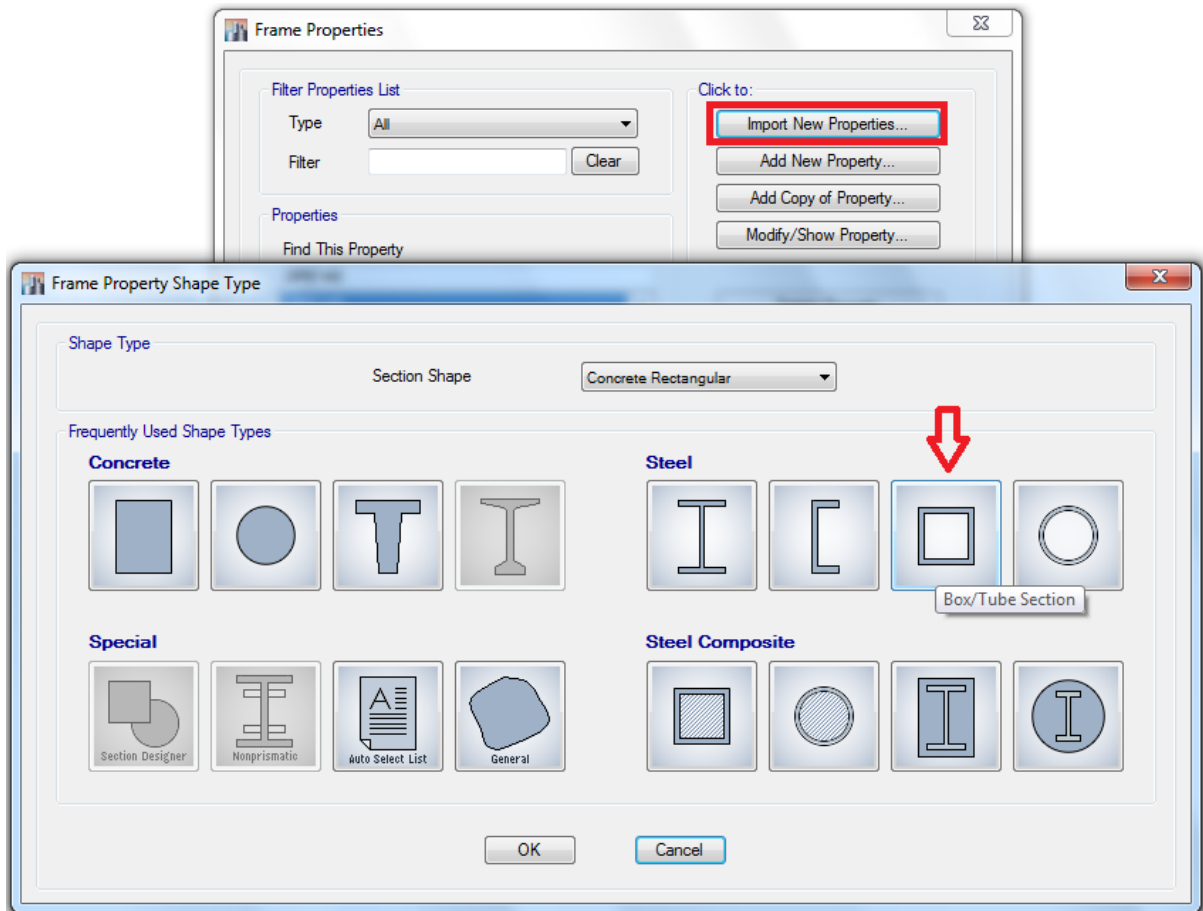 Frame Properties
Filter Properties List
Type All
Filter Clear
Properties
Find This Property
Click to:
Import New Properties...
Add New Property...
Add Copy of Property...
Modify/Show Property...
Frame Property Shape Type
Shape Type
Section Shape Concrete Rectangular
Frequently Used Shape Types
Concrete
Steel
Box/Tube Section
Special
Section Designer
Nonprismatic
Auto Select List
General
Steel Composite
OK
Cancel